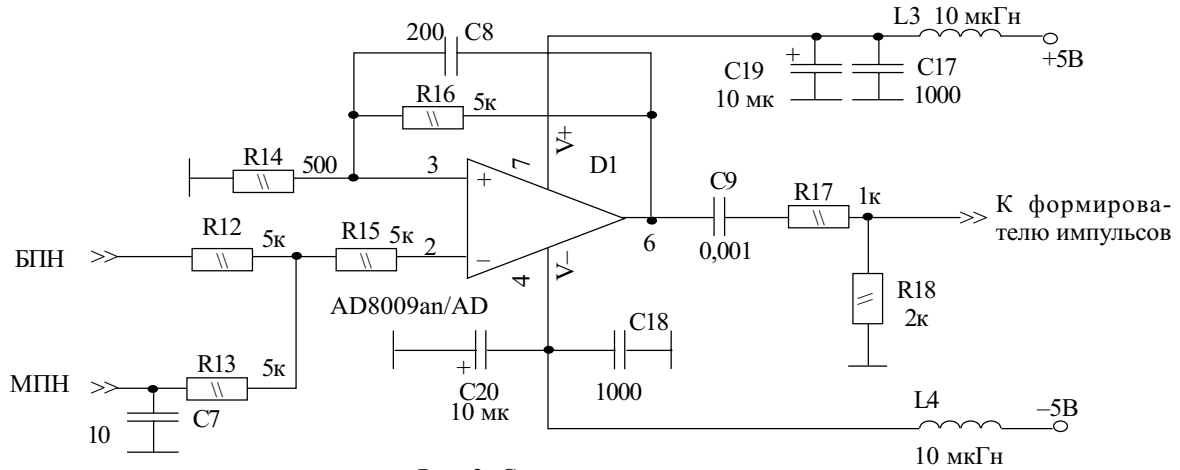 L3 10 мкГн
200 C8
+5В
+
C19
10 мк
C17
1000
R16 5к
V+
7
D1
R14 500
3
+
C9
0,001
R17 1к
К формирова-
телю импульсов
R12 5к
R15 5к
2
−
6
БПН
4
V−
R18
2к
AD8009an/AD
C18
1000
+
C20
10 мк
R13 5к
МПН
C7
10
L4
10 мкГн
−5В